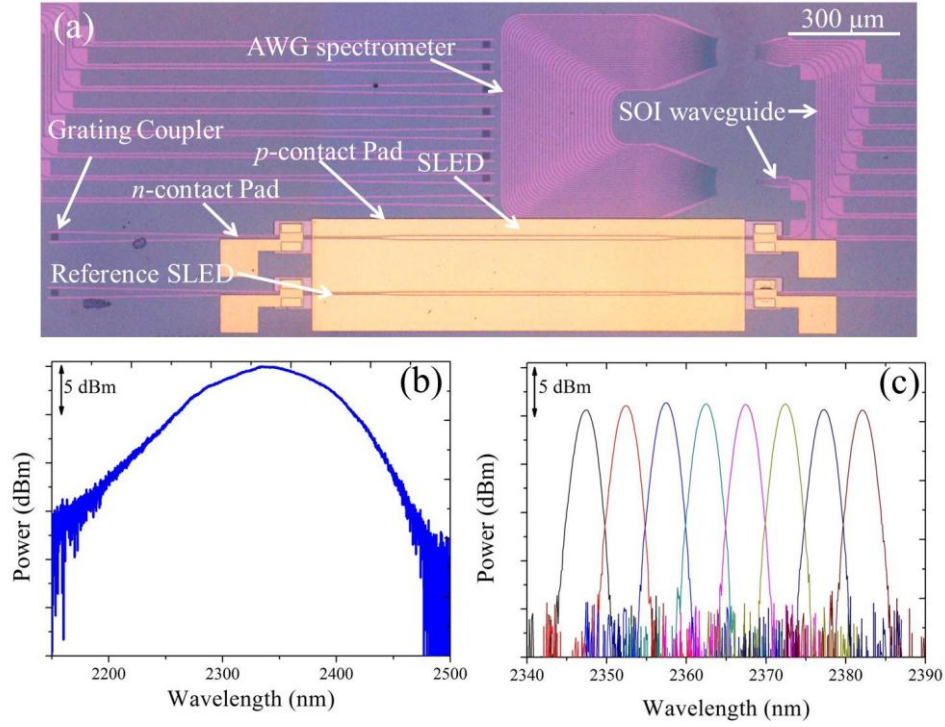 (a)
AWG spectrometer
300 μm
SOI waveguide
Grating Coupler
p-contact Pad
SLED
n-contact Pad
Reference SLED
(b)
5 dBm
Power (dBm)
2200 2300 2400 2500
Wavelength (nm)
(c)
5 dBm
Power (dBm)
2340 2350 2360 2370 2380 2390
Wavelength (nm)